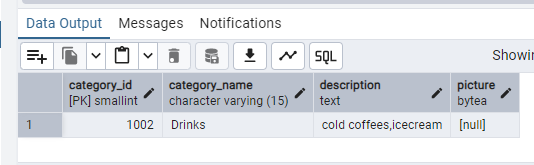 Data Output Messages Notifications
SQL Showin
category_id category_name description picture
[PK] smallint character varying (15) text bytea
1 1002 Drinks cold coffees,icecream [null]